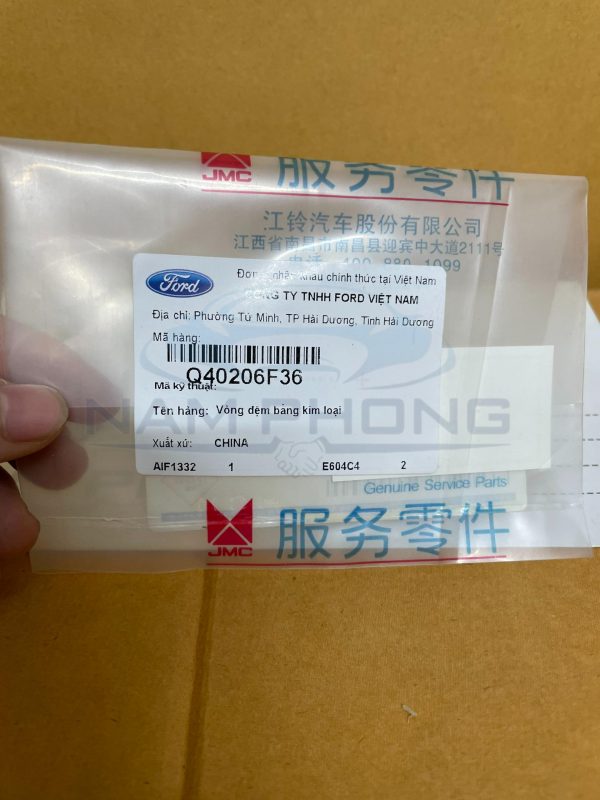 JMC 服务零件
江铃汽车股份有限公司
江西省南昌市南昌县迎宾中大道2111号
1099
Ford
chính thức tại Việt Nam
TY TNHH FORD VIỆT NAM
Địa chỉ: Phường Tứ Minh, TP Hải Dương, Tỉnh Hải Dương
Mã hàng:
Q40206F36
Mã kỹ thuật:
NAM PHONG
Tên hàng: Vòng đệm bằng kim loại
Xuất xứ: CHINA
AIF1332 1 E604C4 2
Genuine Service Parts
JMC 服务零件